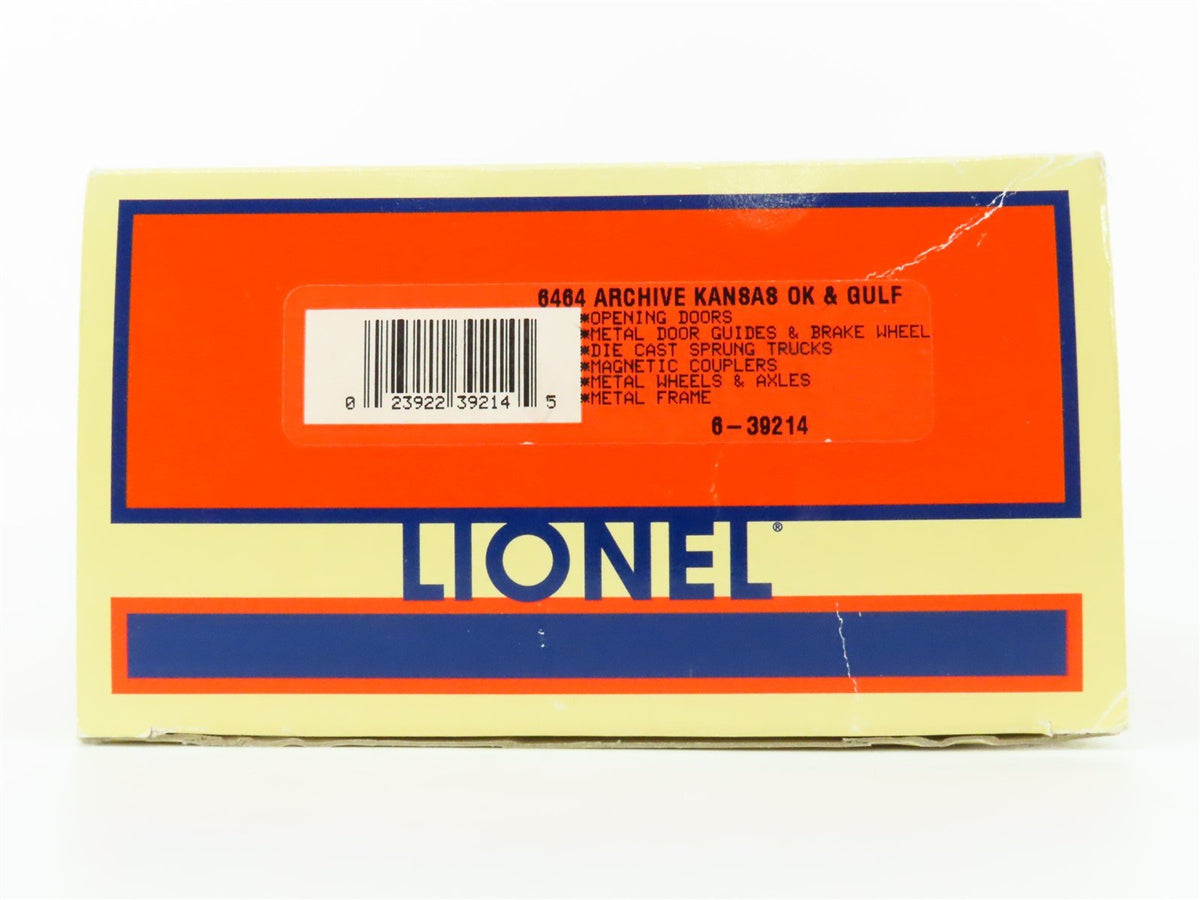 6464 ARCHIVE KANSAS OK & GULF
*OPENING DOORS
*METAL DOOR GUIDES & BRAKE WHEEL
*DIE CAST SPRUNG TRUCKS
*MAGNETIC COUPLERS
*METAL WHEELS & AXLES
*METAL FRAME
0 23922 39214 5
6-39214
LIONEL®